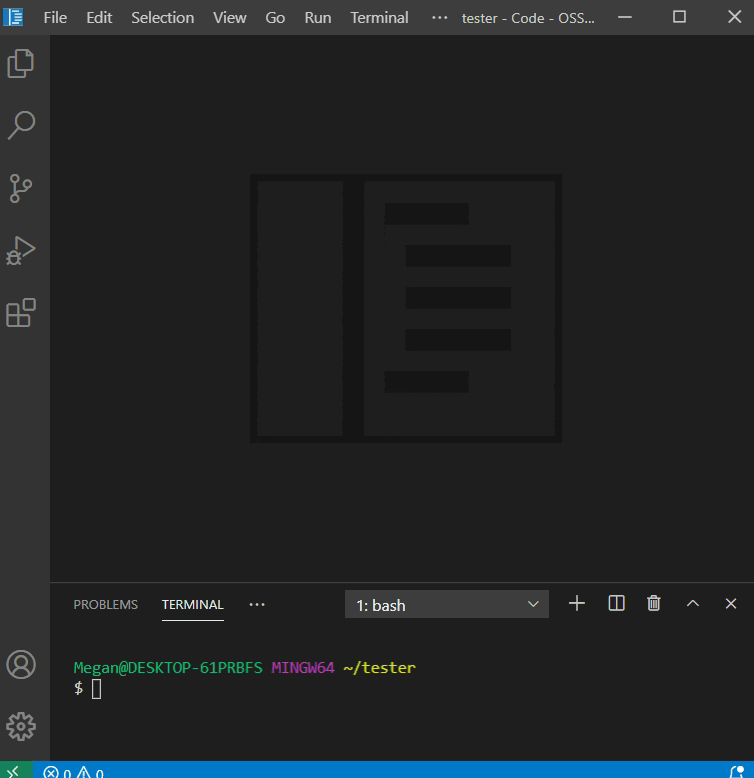 File Edit Selection View Go Run Terminal ··· tester - Code - OSS...
PROBLEMS TERMINAL ··· 1: bash
Megan@DESKTOP-61PRBFS MINGW64 ~/tester
$
0 0